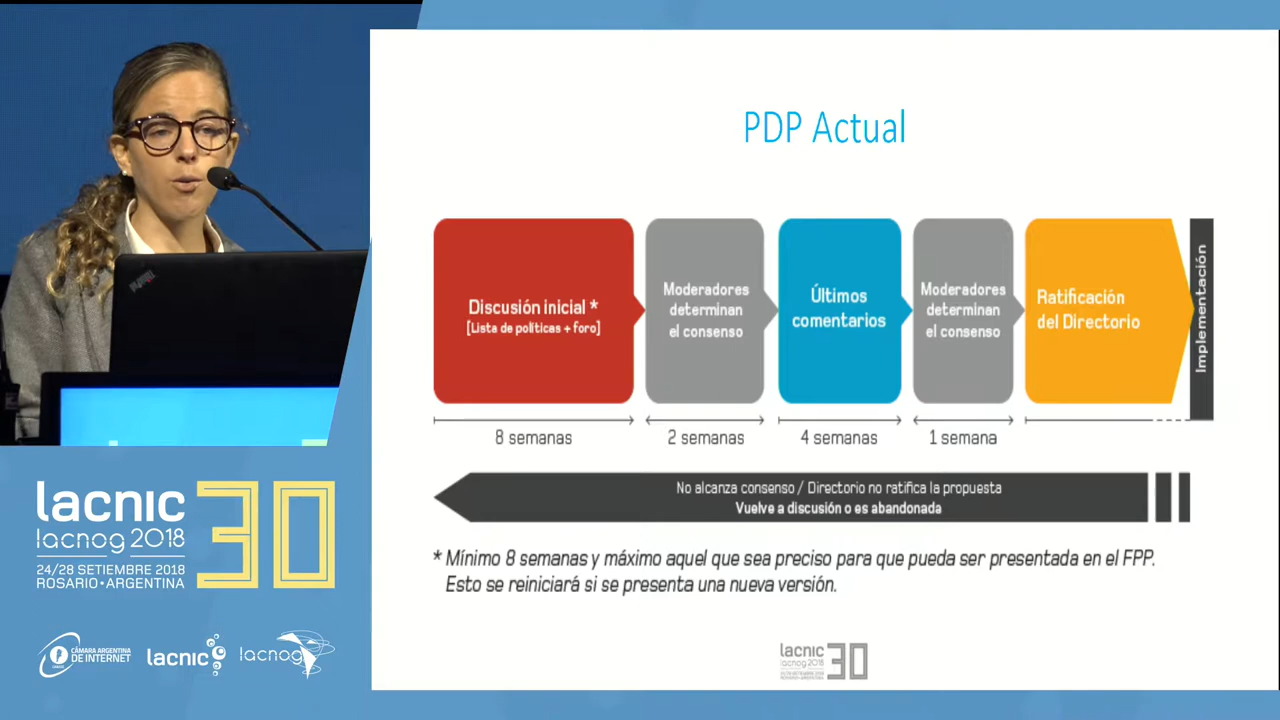 PDP Actual
Discusión inicial *
[Lista de políticas + foro]
Moderadores
determinan
el consenso
Últimos
comentarios
Moderadores
determinan
el consenso
Ratificación
del Directorio
Implementación
8 semanas
2 semanas
4 semanas
1 semana
No alcanza consenso / Directorio no ratifica la propuesta
Vuelve a discusión o es abandonada
* Mínimo 8 semanas y máximo aquel que sea preciso para que pueda ser presentada en el FPP.
Esto se reiniciará si se presenta una nueva versión.
lacnic 30
lacnog 2018
lacnic 30
lacnog 2018
24/28 SETIEMBRE 2018
ROSARIO • ARGENTINA
CÁMARA ARGENTINA
DE INTERNET
lacnic
lacnog